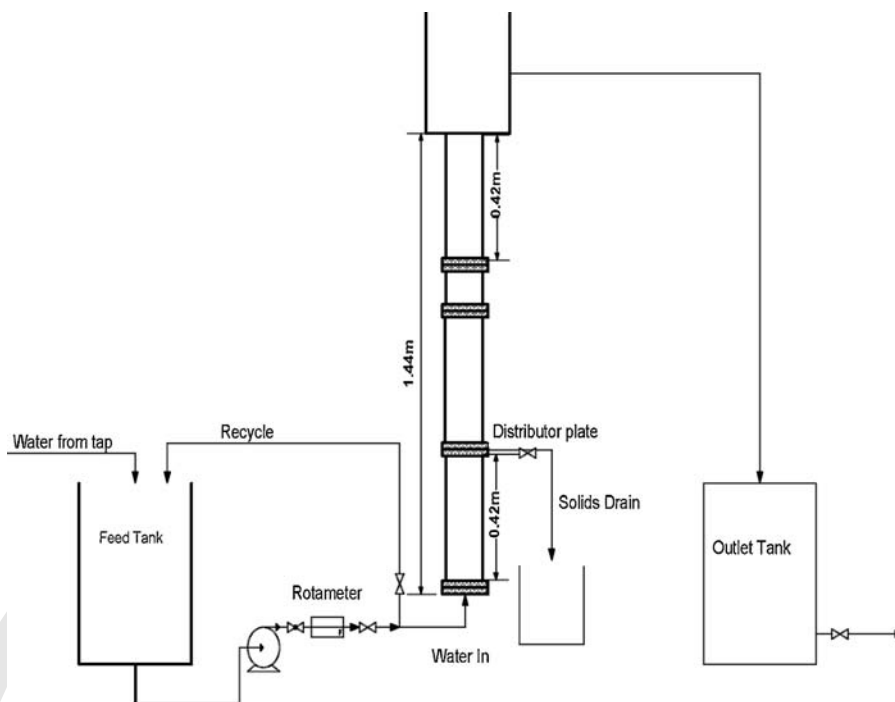 0.42m
1.44m
Water from tap
Recycle
Distributor plate
Feed Tank
0.42m
Solids Drain
Outlet Tank
Rotameter
Water In